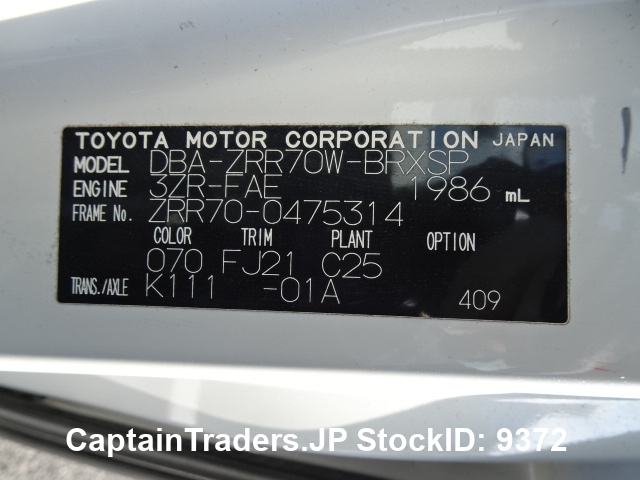 TOYOTA MOTOR CORPORATION JAPAN
MODEL DBA-ZRR70W-BRXSP
ENGINE 3ZR-FAE 1986 mL
FRAME No. ZRR70-0475314
COLOR TRIM PLANT OPTION
070 FJ21 C25
TRANS./AXLE K111 -01A 409
CaptainTraders.JP StockID: 9372